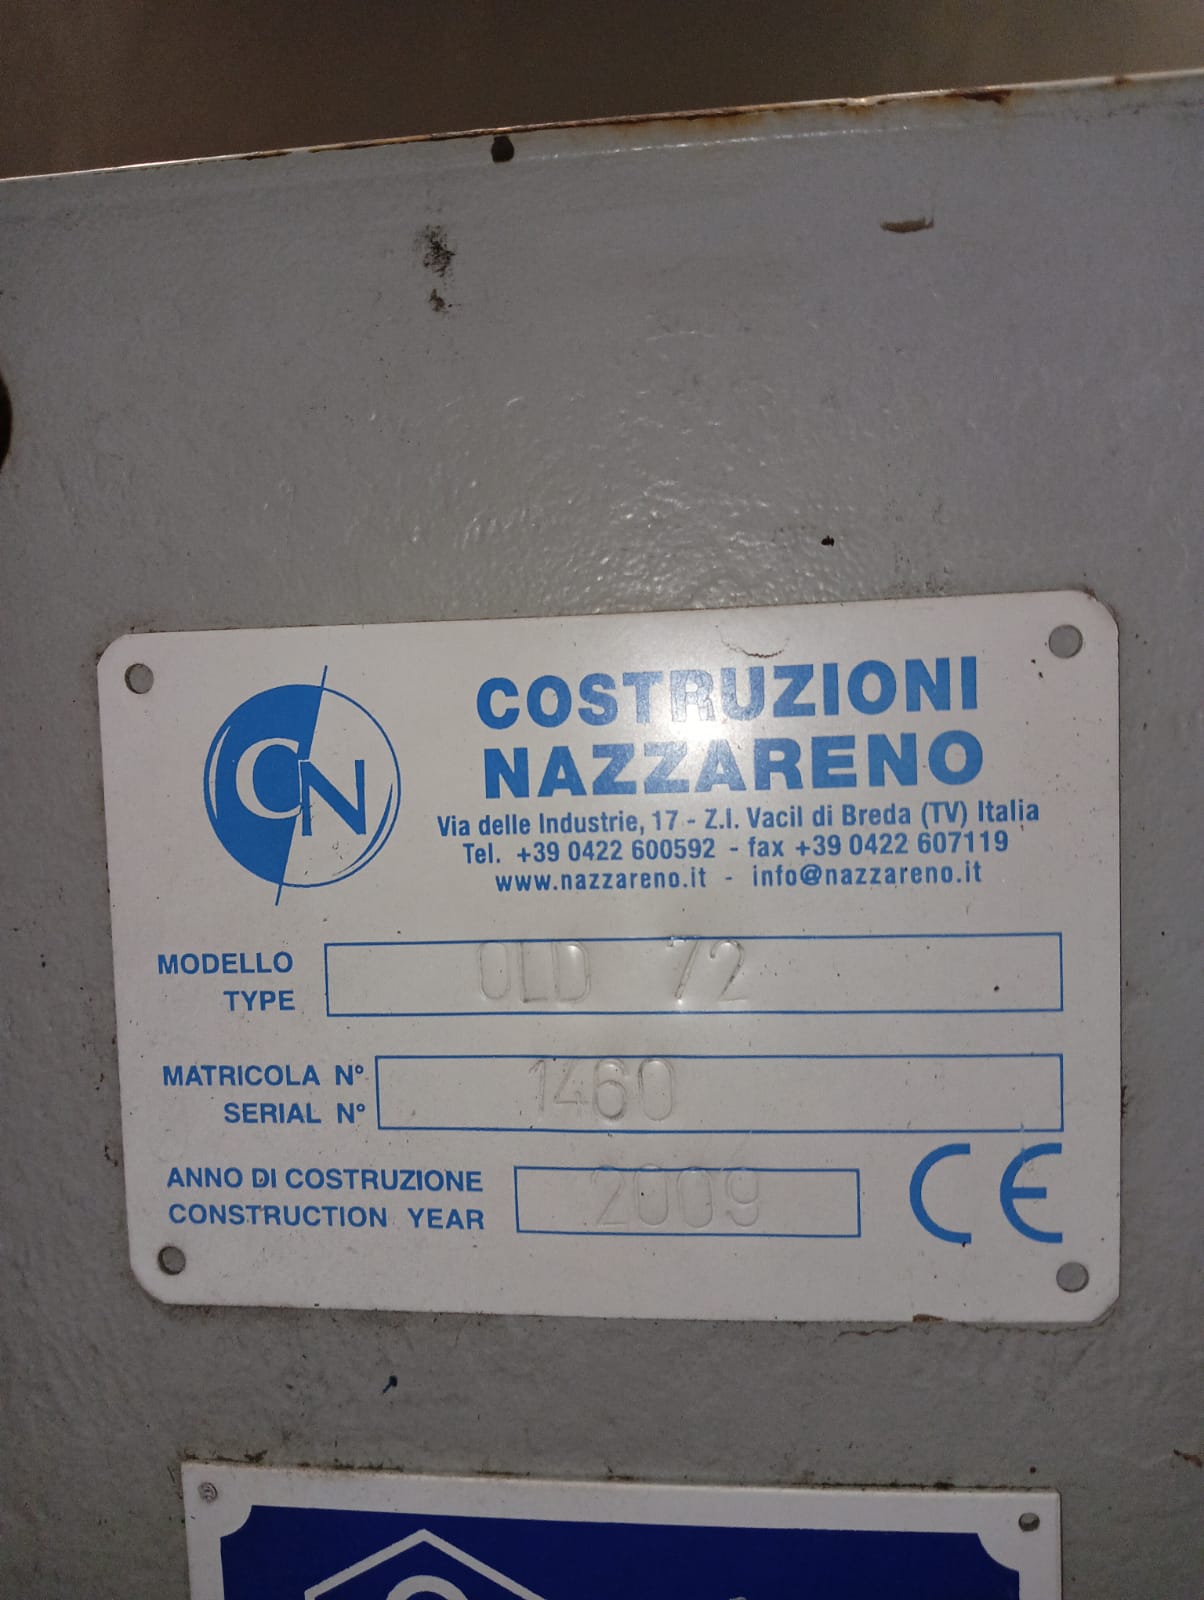 CN
COSTRUZIONI
NAZZARENO
Via delle Industrie, 17 - Z.I. Vacil di Breda (TV) Italia
Tel. +39 0422 600592 - fax +39 0422 607119
www.nazzareno.it - info@nazzareno.it
MODELLO
TYPE
OLD 72
MATRICOLA N°
SERIAL N°
1460
ANNO DI COSTRUZIONE
CONSTRUCTION YEAR
2009
CE